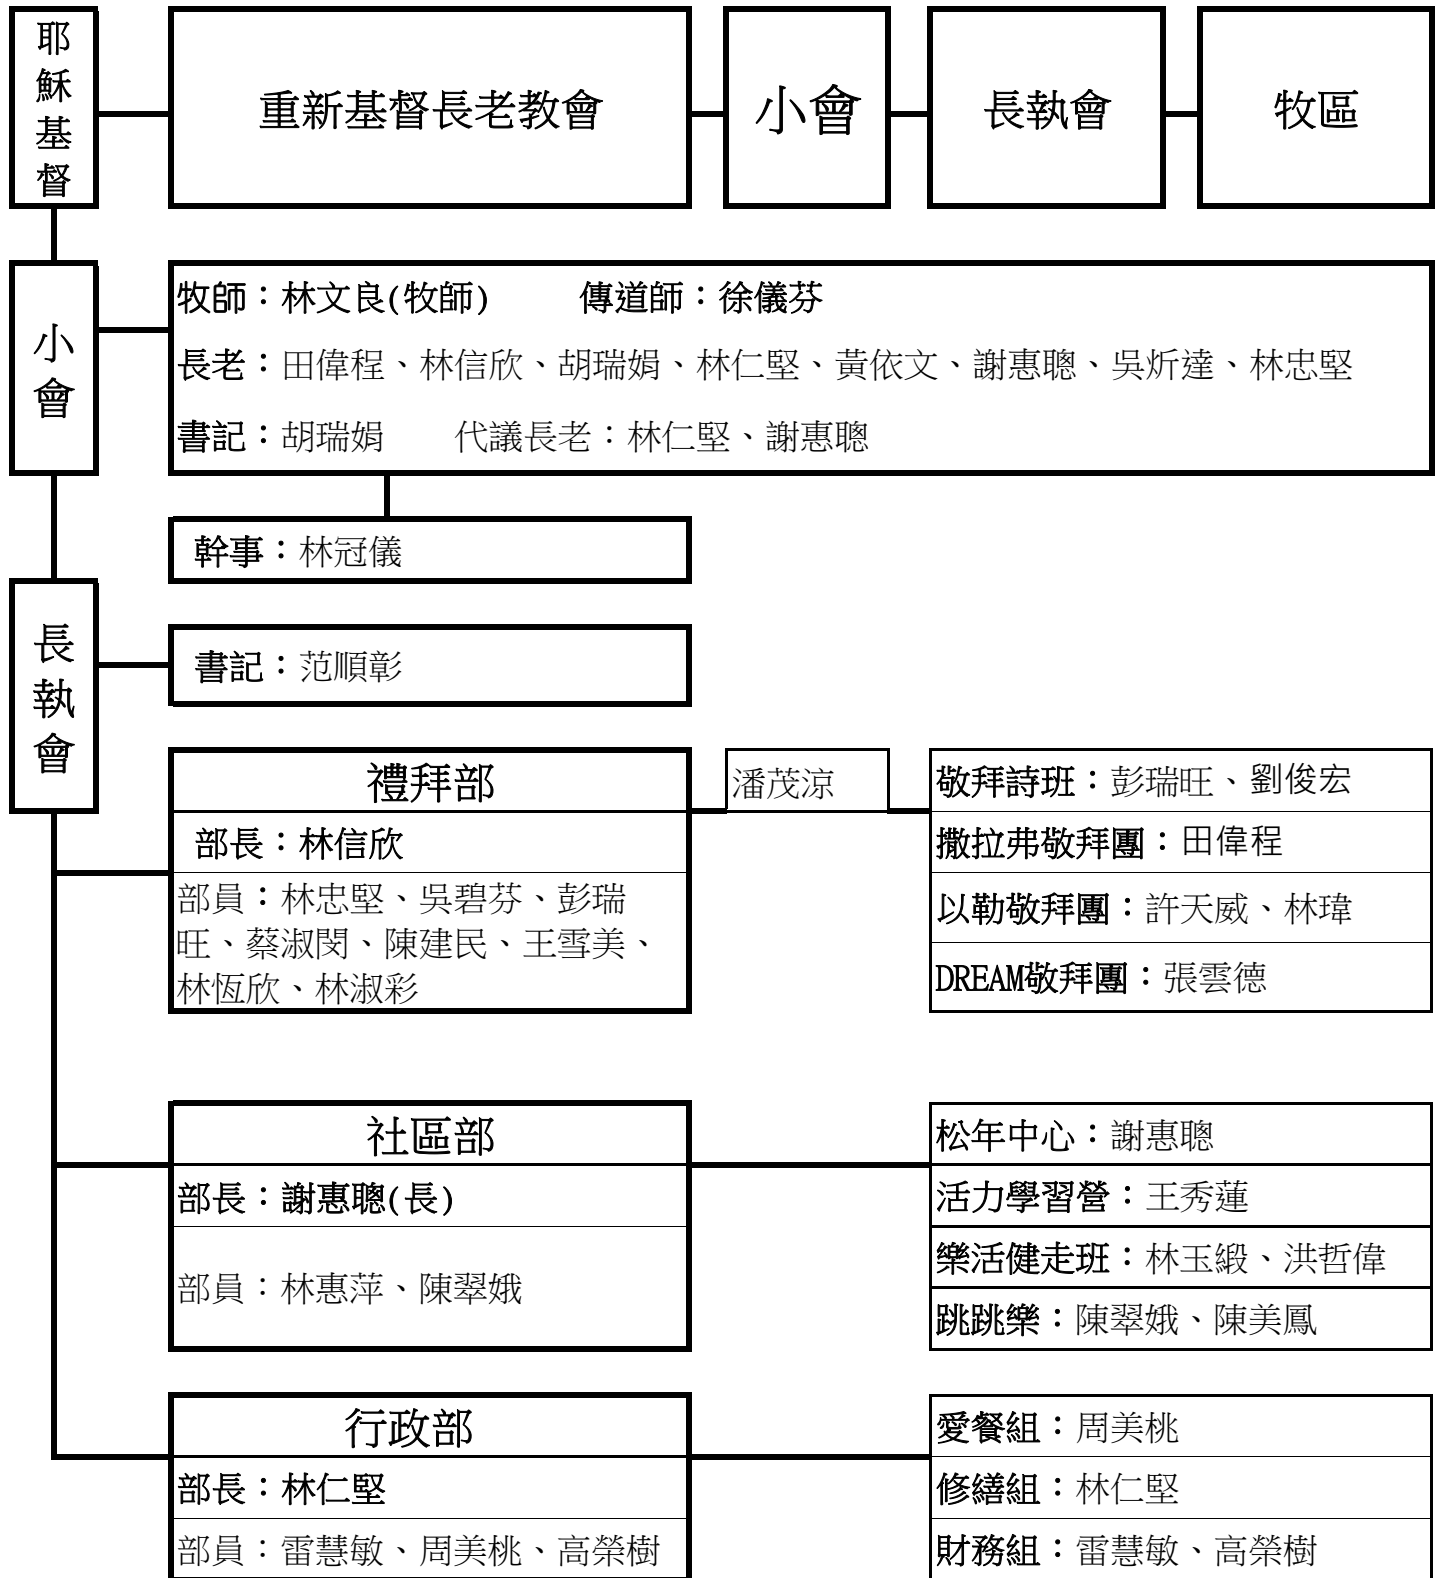 耶穌基督
重新基督長老教會
小會
長執會
牧區
小會
牧師：林文良(牧師)　　傳道師：徐儀芬
長老：田偉程、林信欣、胡瑞娟、林仁堅、黃依文、謝惠聰、吳炘達、林忠堅
書記：胡瑞娟　　代議長老：林仁堅、謝惠聰
幹事：林冠儀
長執會
書記：范順彰
禮拜部
部長：林信欣
部員：林忠堅、吳碧芬、彭瑞
旺、蔡淑閔、陳建民、王雪美、
林恆欣、林淑彩
潘茂涼
敬拜詩班：彭瑞旺、劉俊宏
撒拉弗敬拜團：田偉程
以勒敬拜團：許天威、林瑋
DREAM敬拜團：張雲德
社區部
部長：謝惠聰(長)
部員：林惠萍、陳翠娥
松年中心：謝惠聰
活力學習營：王秀蓮
樂活健走班：林玉緞、洪哲偉
跳跳樂：陳翠娥、陳美鳳
行政部
部長：林仁堅
部員：雷慧敏、周美桃、高榮樹
愛餐組：周美桃
修繕組：林仁堅
財務組：雷慧敏、高榮樹